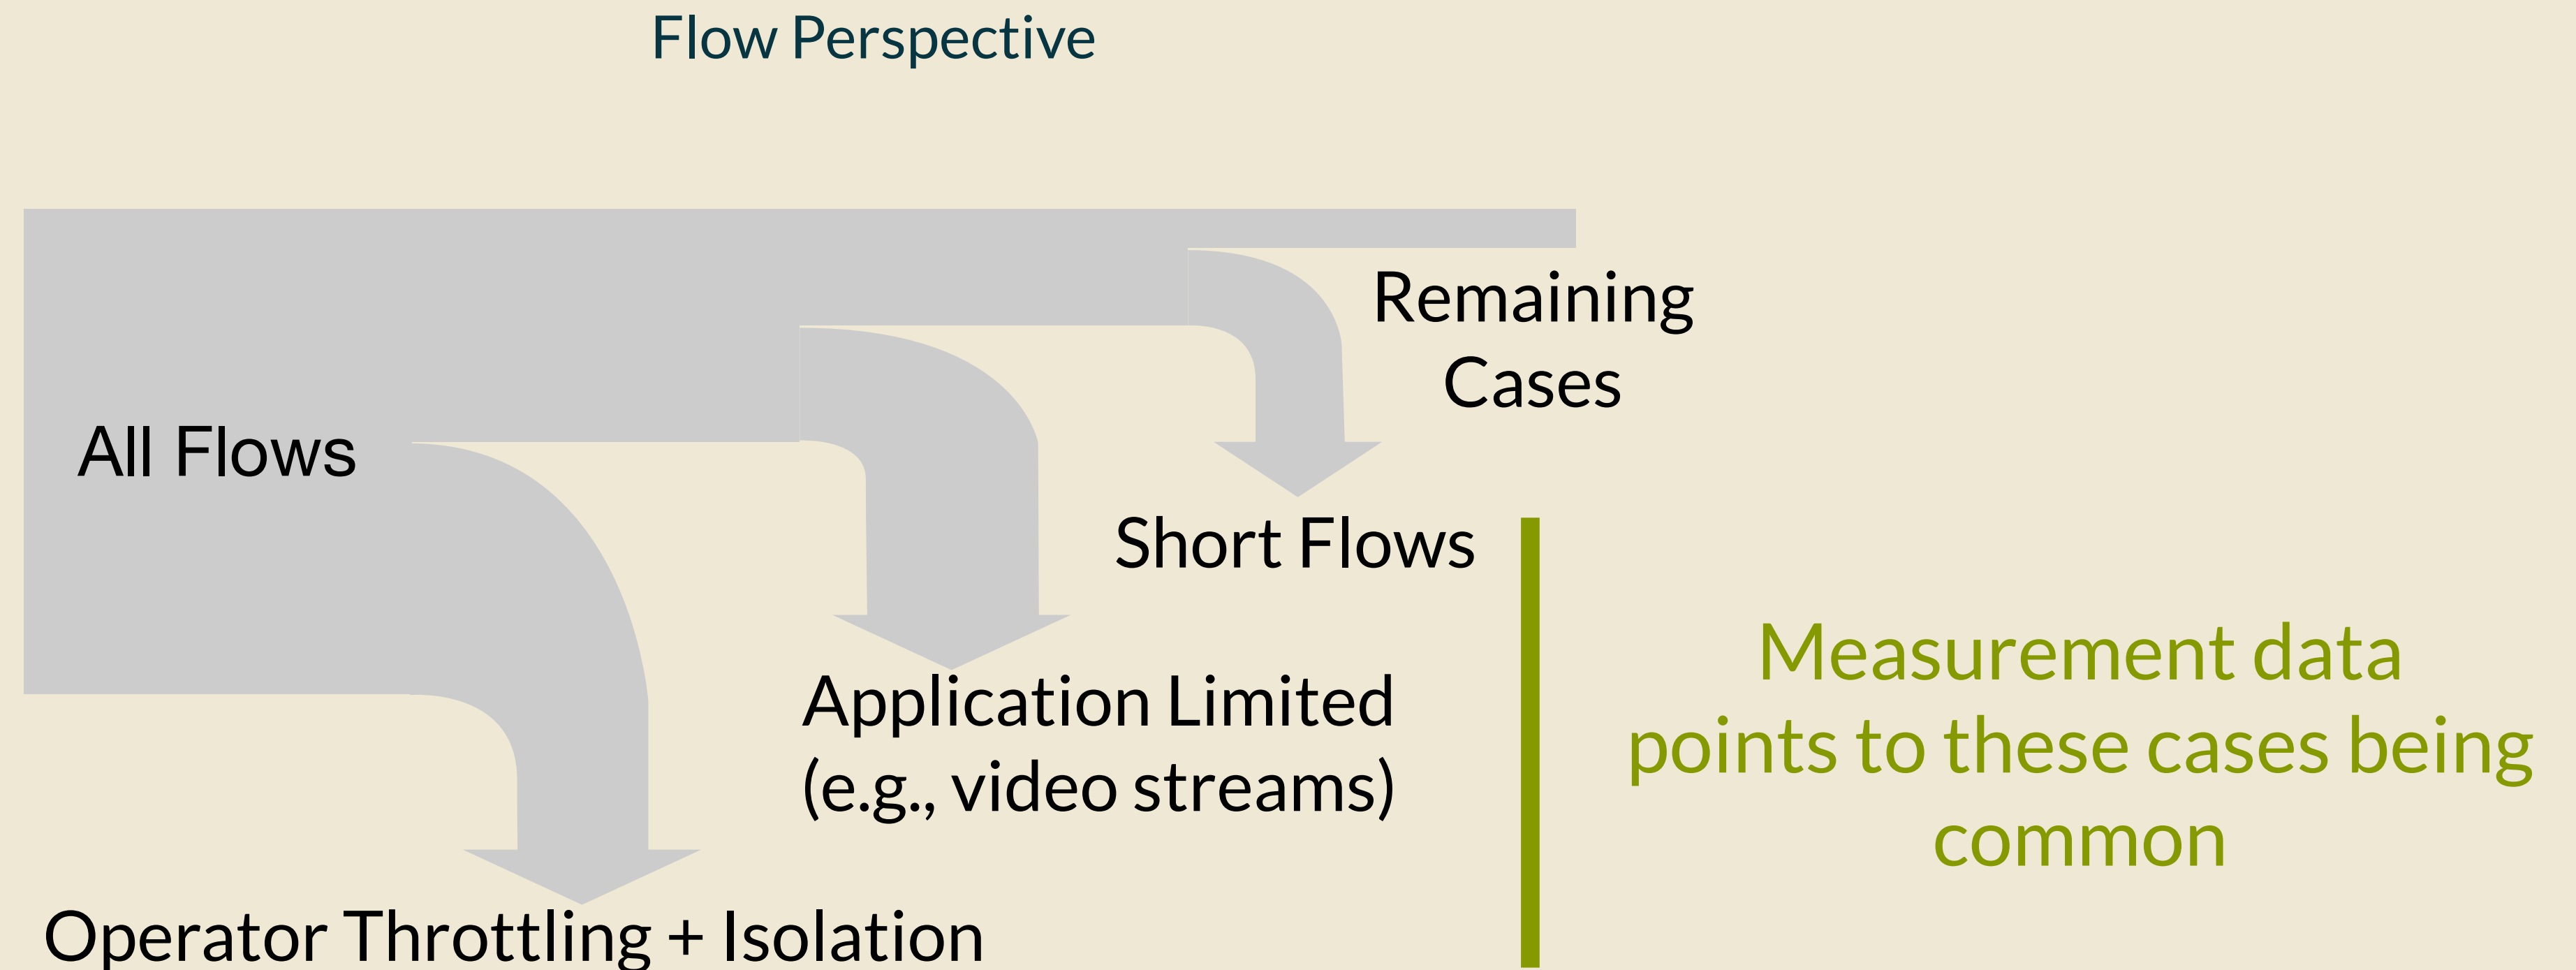 Flow Perspective
All Flows
Remaining
Cases
Short Flows
Application Limited
(e.g., video streams)
Operator Throttling + Isolation
Measurement data
points to these cases being
common